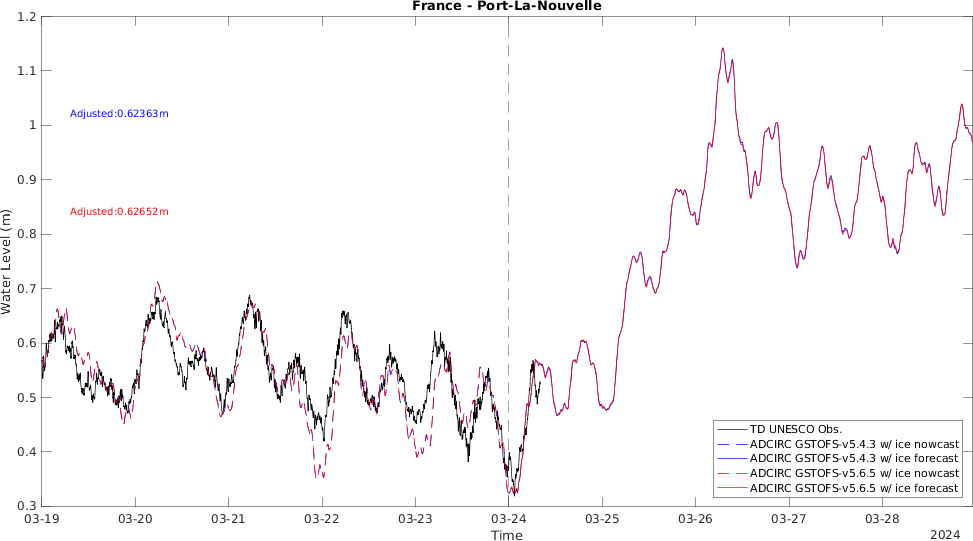 France - Port-La-Nouvelle
1.2
1.1
1
0.9
0.8
0.7
0.6
0.5
0.4
0.3
Water Level (m)
Adjusted:0.62363m
Adjusted:0.62652m
TD UNESCO Obs.
ADCIRC GSTOFS-v5.4.3 w/ ice nowcast
ADCIRC GSTOFS-v5.4.3 w/ ice forecast
ADCIRC GSTOFS-v5.6.5 w/ ice nowcast
ADCIRC GSTOFS-v5.6.5 w/ ice forecast
03-19 03-20 03-21 03-22 03-23 03-24 03-25 03-26 03-27 03-28
Time
2024